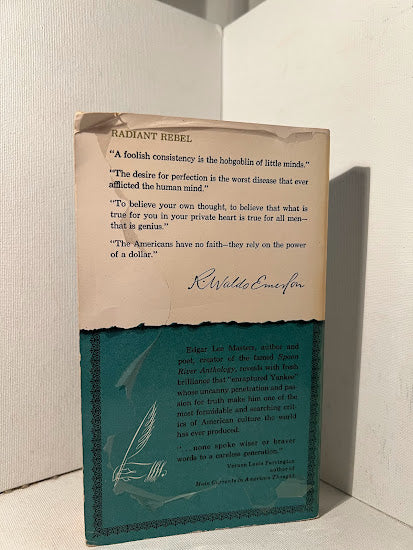 RADIANT REBEL
"A foolish consistency is the hobgoblin of little minds."
"The desire for perfection is the worst disease that ever
afflicted the human mind."
"To believe your own thought, to believe that what is
true for you in your private heart is true for all men—
that is genius."
"The Americans have no faith—they rely on the power
of a dollar."
R. Waldo Emerson
Edgar Lee Masters, author and
poet, creator of the famed Spoon
River Anthology, reveals with fresh
brilliance that "enraptured Yankee"
whose uncanny penetration and pas-
sion for truth make him one of the
most formidable and searching crit-
ics of American culture the world
has ever produced.
". . . none spoke wiser or braver
words to a careless generation."
Vernon Louis Parrington
author of
Main Currents in American Thought